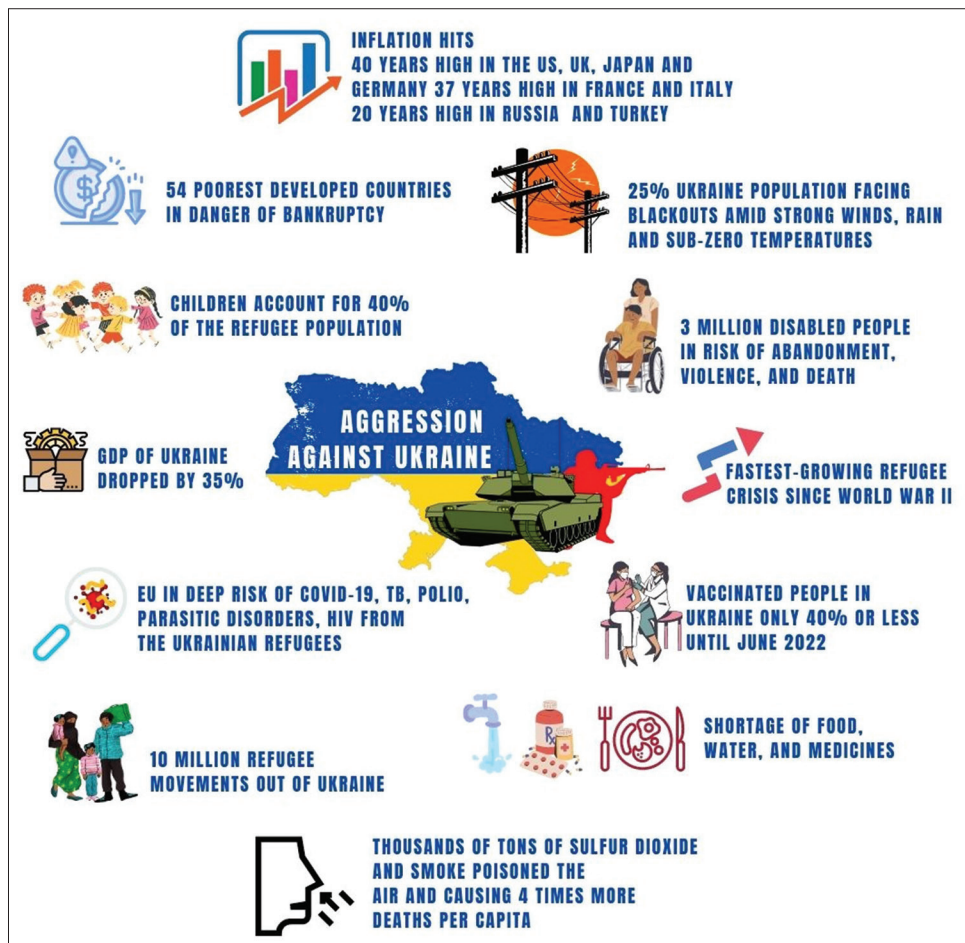 INFLATION HITS
40 YEARS HIGH IN THE US, UK, JAPAN AND
GERMANY 37 YEARS HIGH IN FRANCE AND ITALY
20 YEARS HIGH IN RUSSIA AND TURKEY
54 POOREST DEVELOPED COUNTRIES
IN DANGER OF BANKRUPTCY
25% UKRAINE POPULATION FACING
BLACKOUTS AMID STRONG WINDS, RAIN
AND SUB-ZERO TEMPERATURES
CHILDREN ACCOUNT FOR 40%
OF THE REFUGEE POPULATION
3 MILLION DISABLED PEOPLE
IN RISK OF ABANDONMENT,
VIOLENCE, AND DEATH
AGGRESSION
AGAINST UKRAINE
GDP OF UKRAINE
DROPPED BY 35%
FASTEST-GROWING REFUGEE
CRISIS SINCE WORLD WAR II
EU IN DEEP RISK OF COVID-19, TB, POLIO,
PARASITIC DISORDERS, HIV FROM
THE UKRAINIAN REFUGEES
VACCINATED PEOPLE IN
UKRAINE ONLY 40% OR LESS
UNTIL JUNE 2022
10 MILLION REFUGEE
MOVEMENTS OUT OF UKRAINE
Rx
SHORTAGE OF FOOD,
WATER, AND MEDICINES
THOUSANDS OF TONS OF SULFUR DIOXIDE
AND SMOKE POISONED THE
AIR AND CAUSING 4 TIMES MORE
DEATHS PER CAPITA